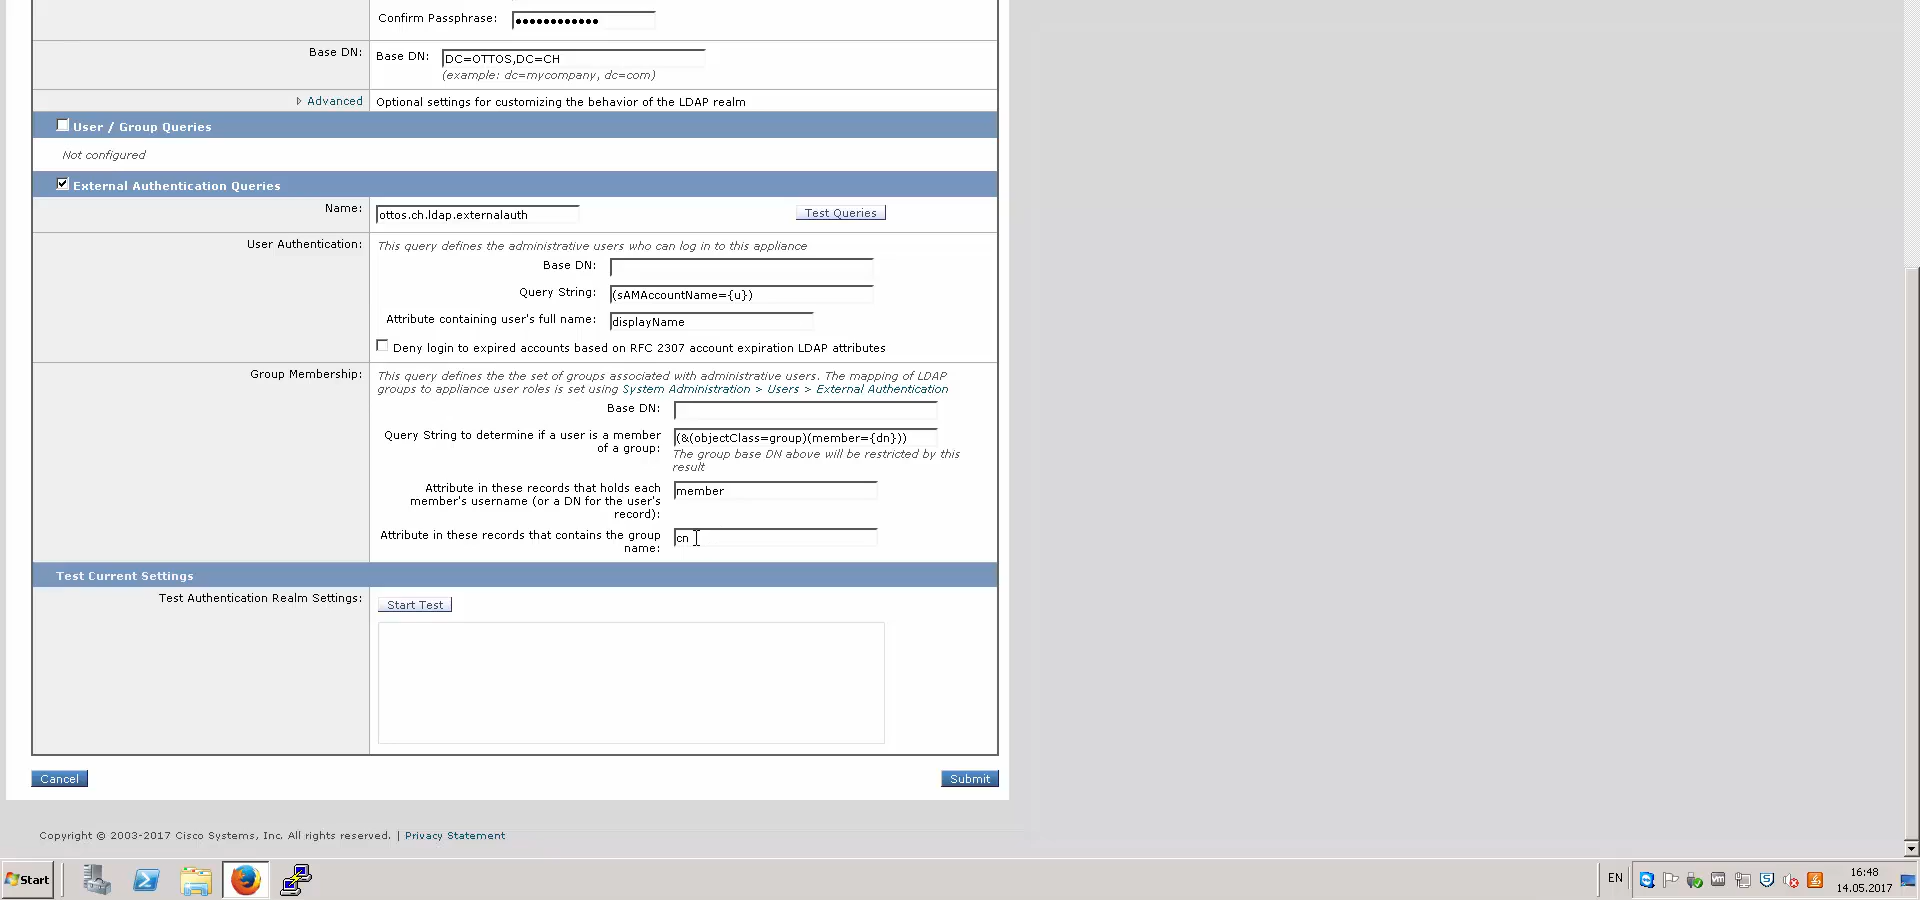 Confirm Passphrase: ●●●●●●●●●●●●
Base DN: Base DN: DC=OTTOS,DC=CH
(example: dc=mycompany, dc=com)
Advanced Optional settings for customizing the behavior of the LDAP realm
User / Group Queries
Not configured
External Authentication Queries
Name: ottos.ch.ldap.externalauth Test Queries
User Authentication: This query defines the administrative users who can log in to this appliance
Base DN:
Query String: (sAMAccountName={u})
Attribute containing user's full name: displayName
Deny login to expired accounts based on RFC 2307 account expiration LDAP attributes
Group Membership: This query defines the the set of groups associated with administrative users. The mapping of LDAP
groups to appliance user roles is set using System Administration > Users > External Authentication
Base DN:
Query String to determine if a user is a member
of a group: (&(objectClass=group)(member={dn}))
The group base DN above will be restricted by this
result
Attribute in these records that holds each
member's username (or a DN for the user's
record): member
Attribute in these records that contains the group
name: cn
Test Current Settings
Test Authentication Realm Settings: Start Test
Cancel Submit
Copyright © 2003-2017 Cisco Systems, Inc. All rights reserved. | Privacy Statement
Start EN 16:48
14.05.2017